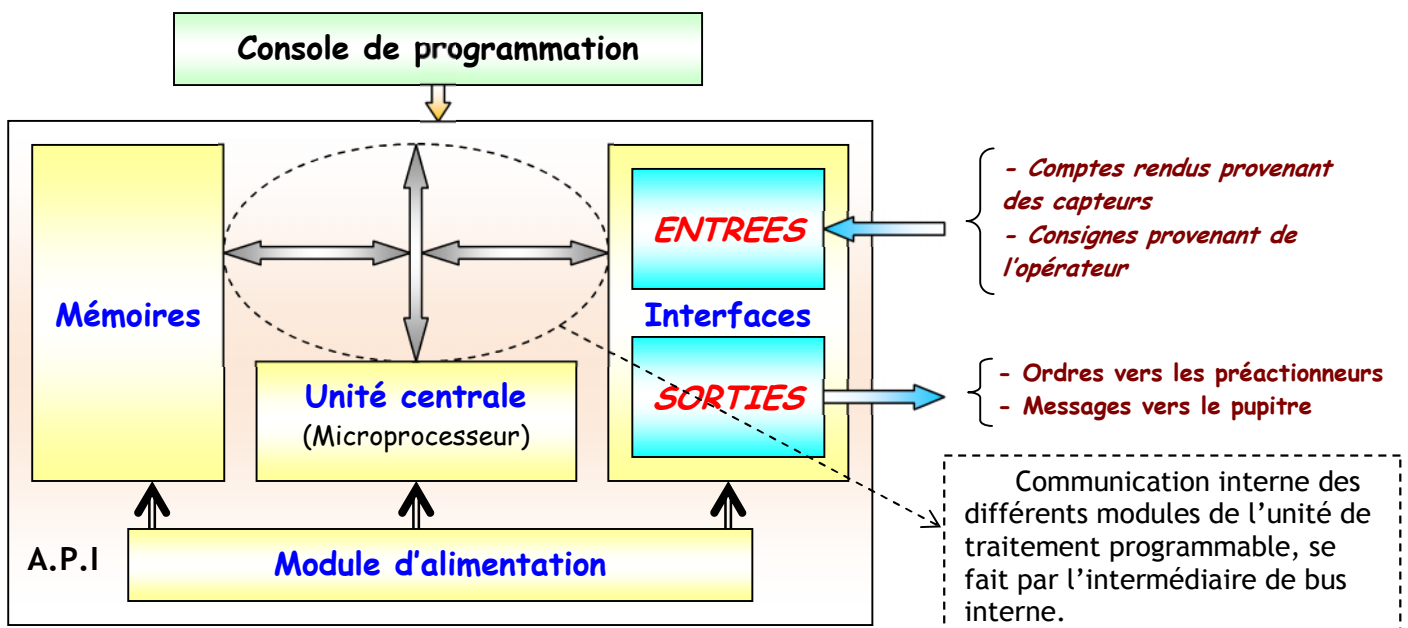 Console de programmation
Mémoires
Unité centrale
(Microprocesseur)
ENTREES
Interfaces
SORTIES
A.P.I
Module d'alimentation
- Comptes rendus provenant
des capteurs
- Consignes provenant de
l'opérateur
- Ordres vers les préactionneurs
- Messages vers le pupitre
Communication interne des
différents modules de l'unité de
traitement programmable, se
fait par l'intermédiaire de bus
interne.